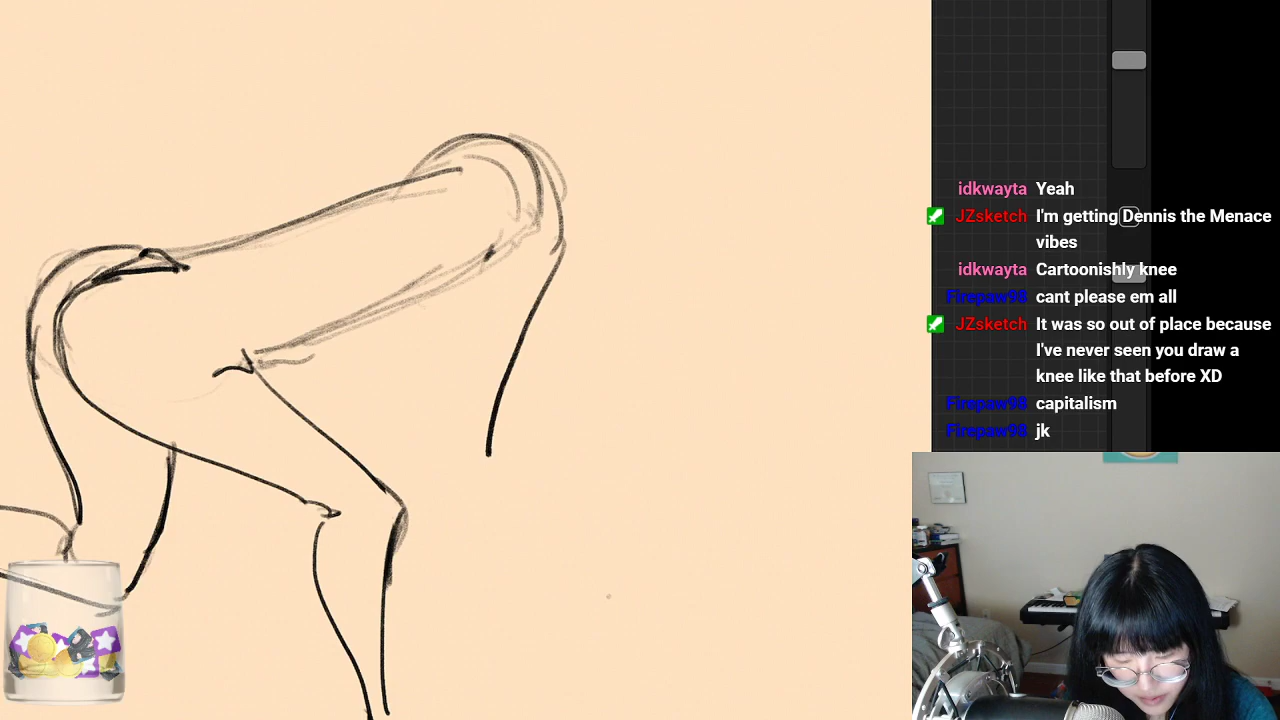 idkwayta Yeah
JZsketch I'm getting Dennis the Menace
vibes
idkwayta Cartoonishly knee
Firepaw98 cant please em all
JZsketch It was so out of place because
I've never seen you draw a
knee like that before XD
Firepaw98 capitalism
Firepaw98 jk